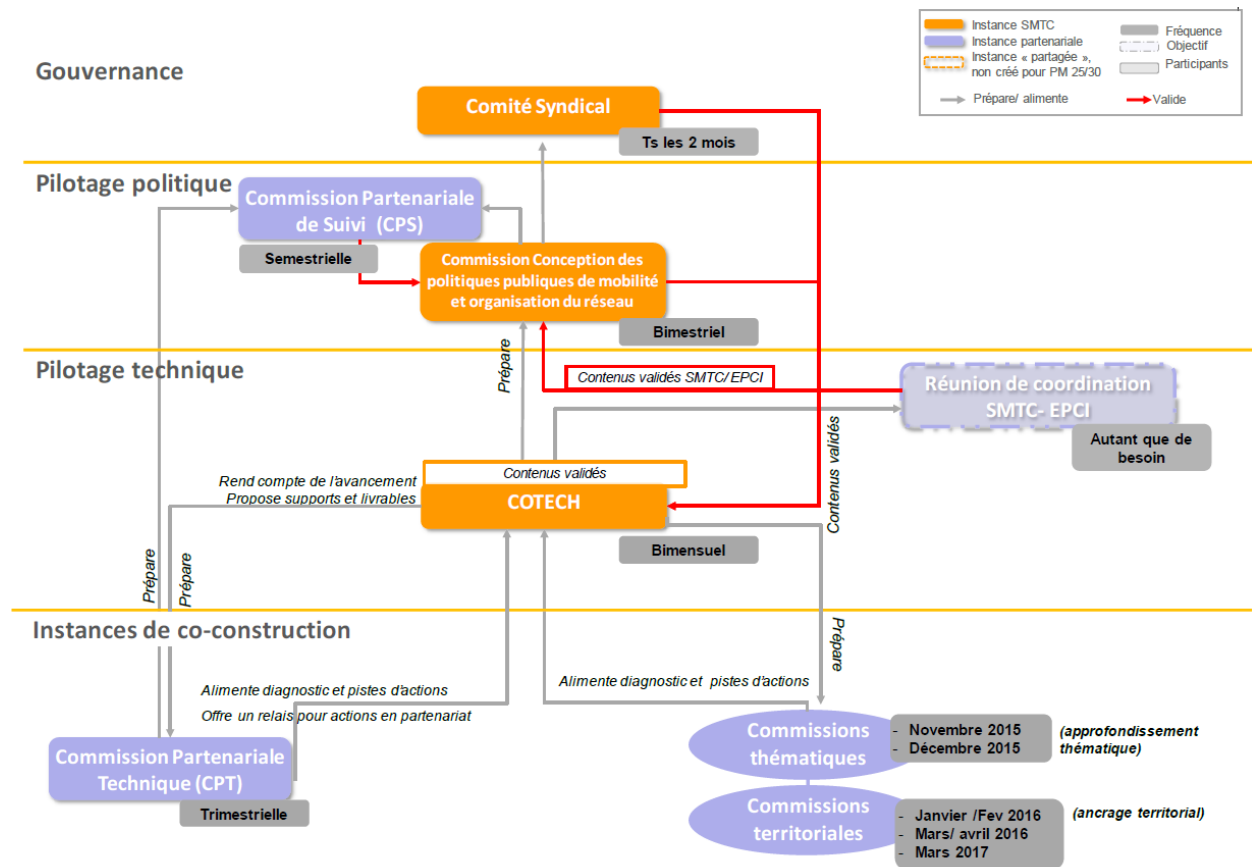 Instance SMTC
Instance partenariale
Instance « partagée »,
non créé pour PM 25/30
Fréquence
Objectif
Participants
Prépare/ alimente
Valide
Gouvernance
Comité Syndical
Ts les 2 mois
Pilotage politique
Commission Partenariale
de Suivi (CPS)
Semestrielle
Commission Conception des
politiques publiques de mobilité
et organisation du réseau
Bimestriel
Pilotage technique
Prépare
Contenus validés SMTC/ EPCI
Réunion de coordination
SMTC- EPCI
Autant que de
besoin
Contenus validés
Rend compte de l'avancement
Propose supports et livrables
Contenus validés
COTECH
Bimensuel
Prépare
Prépare
Prépare
Instances de co-construction
Alimente diagnostic et pistes d'actions
Offre un relais pour actions en partenariat
Alimente diagnostic et pistes d'actions
Commission Partenariale
Technique (CPT)
Trimestrielle
Commissions
thématiques
- Novembre 2015
- Décembre 2015
(approfondissement
thématique)
Commissions
territoriales
- Janvier /Fev 2016
- Mars/ avril 2016
- Mars 2017
(ancrage territorial)